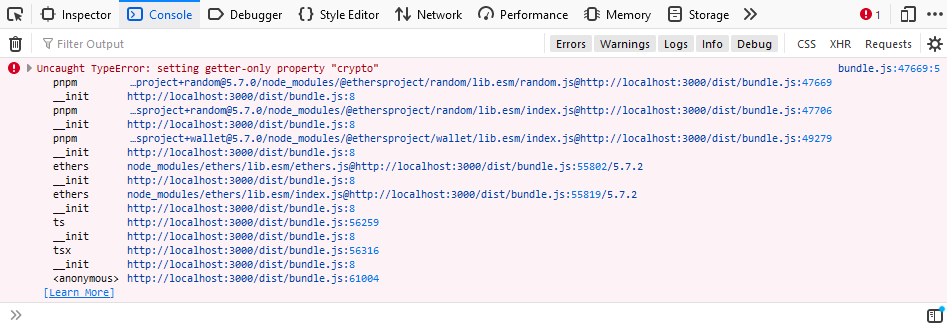 Inspector Console Debugger Style Editor Network Performance Memory Storage 1
Filter Output Errors Warnings Logs Info Debug CSS XHR Requests
Uncaught TypeError: setting getter-only property "crypto" bundle.js:47669:5
pnpm …project+random@5.7.0/node_modules/@ethersproject/random/lib.esm/random.js@http://localhost:3000/dist/bundle.js:47669
__init http://localhost:3000/dist/bundle.js:8
pnpm …sproject+random@5.7.0/node_modules/@ethersproject/random/lib.esm/index.js@http://localhost:3000/dist/bundle.js:47706
__init http://localhost:3000/dist/bundle.js:8
pnpm …sproject+wallet@5.7.0/node_modules/@ethersproject/wallet/lib.esm/index.js@http://localhost:3000/dist/bundle.js:49279
__init http://localhost:3000/dist/bundle.js:8
ethers node_modules/ethers/lib.esm/ethers.js@http://localhost:3000/dist/bundle.js:55802/5.7.2
__init http://localhost:3000/dist/bundle.js:8
ethers node_modules/ethers/lib.esm/index.js@http://localhost:3000/dist/bundle.js:55819/5.7.2
__init http://localhost:3000/dist/bundle.js:8
ts http://localhost:3000/dist/bundle.js:56259
__init http://localhost:3000/dist/bundle.js:8
tsx http://localhost:3000/dist/bundle.js:56316
__init http://localhost:3000/dist/bundle.js:8
<anonymous> http://localhost:3000/dist/bundle.js:61004
[Learn More]